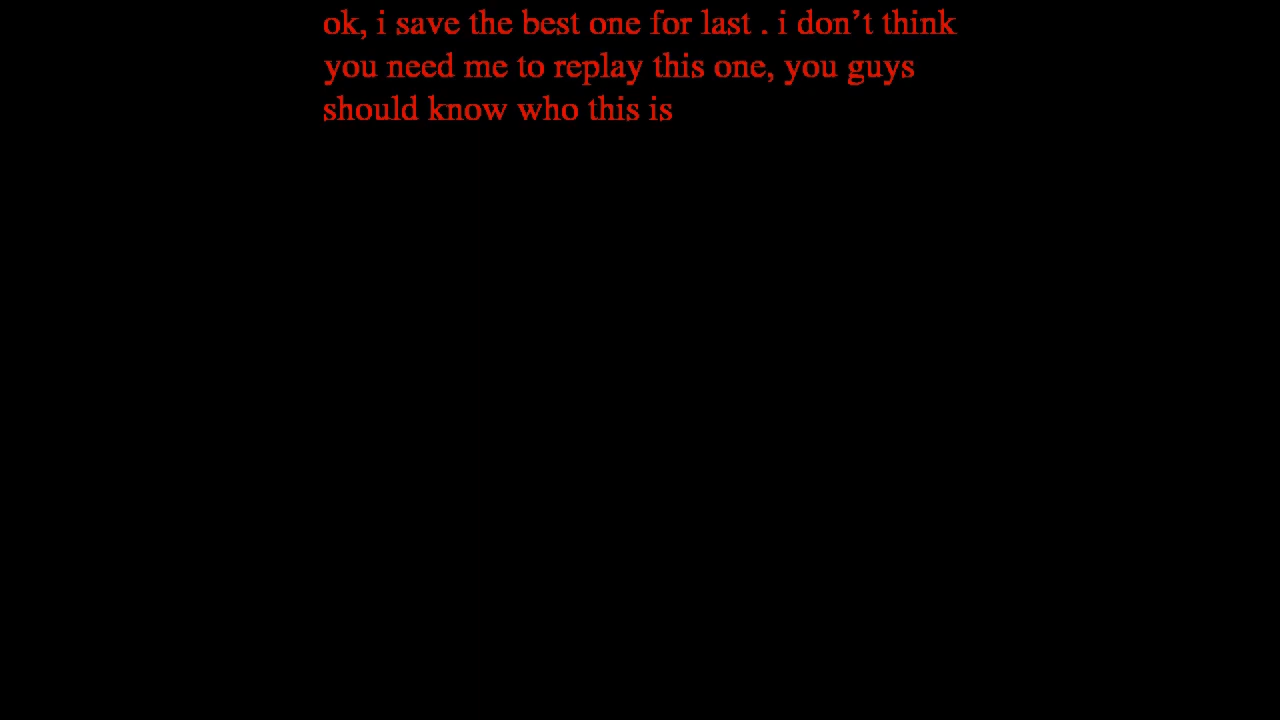 ok, i save the best one for last . i don’t think
you need me to replay this one, you guys
should know who this is